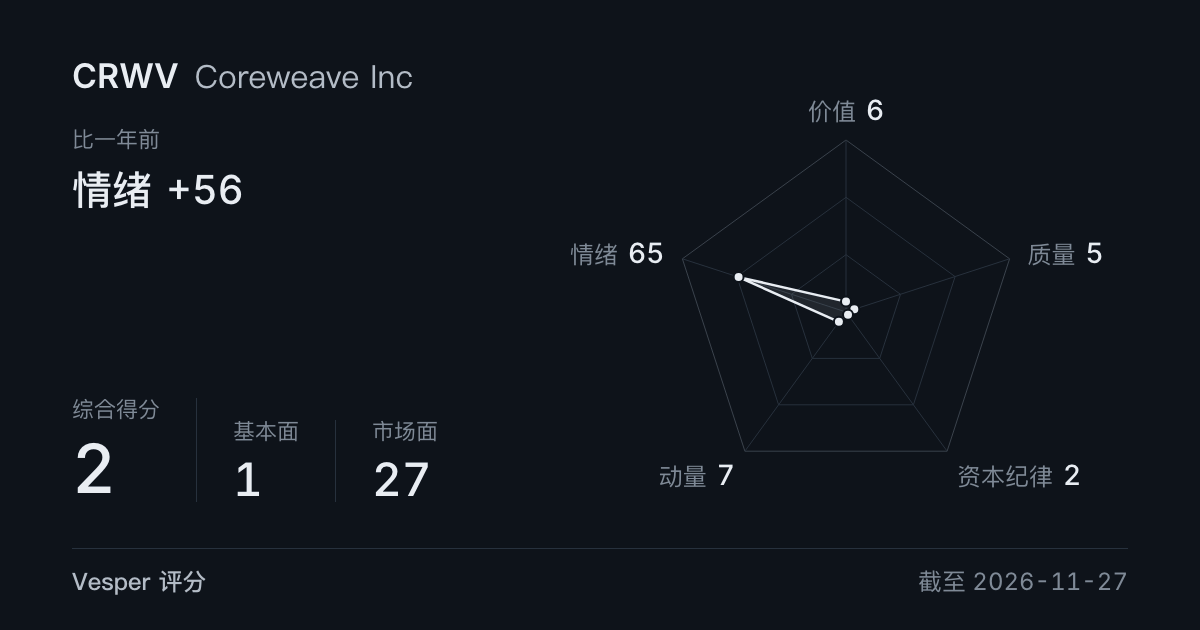 CRWV Coreweave Inc
比一年前
情绪 +56
价值 6
情绪 65
质量 5
动量 7
资本纪律 2
综合得分
2
基本面
1
市场面
27
Vesper 评分
截至 2026-11-27